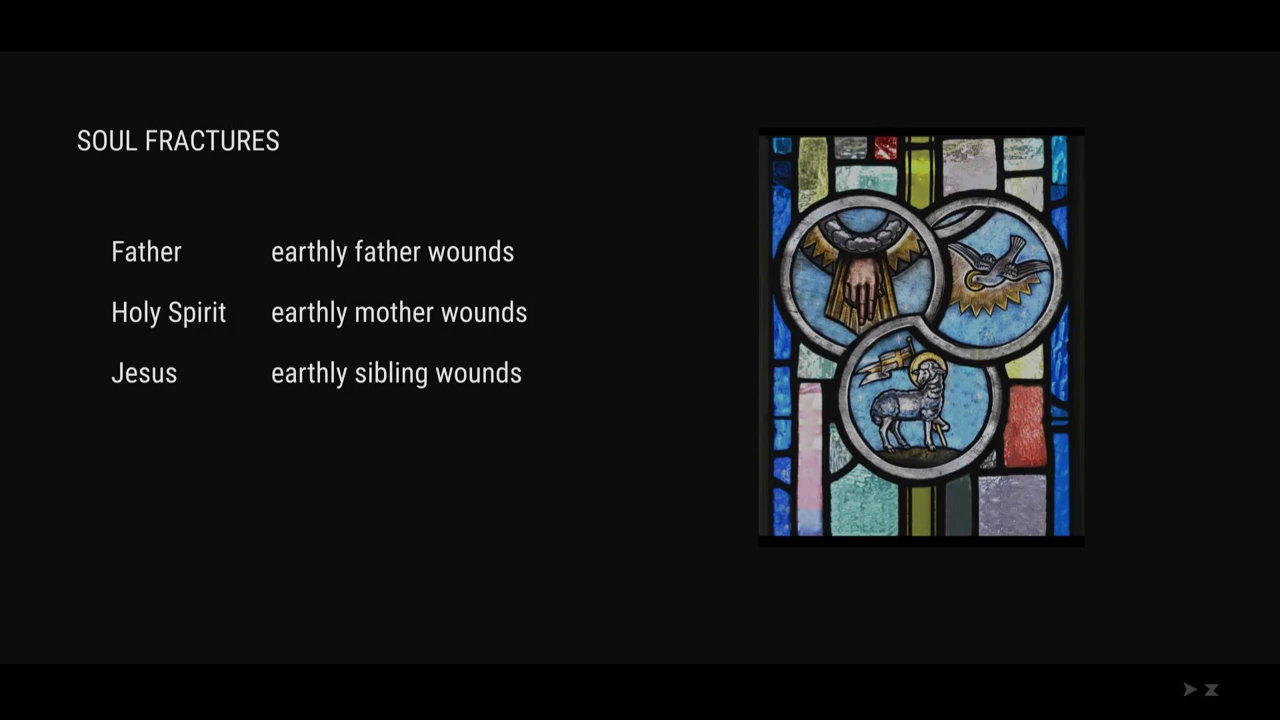 SOUL FRACTURES
Father earthly father wounds
Holy Spirit earthly mother wounds
Jesus earthly sibling wounds